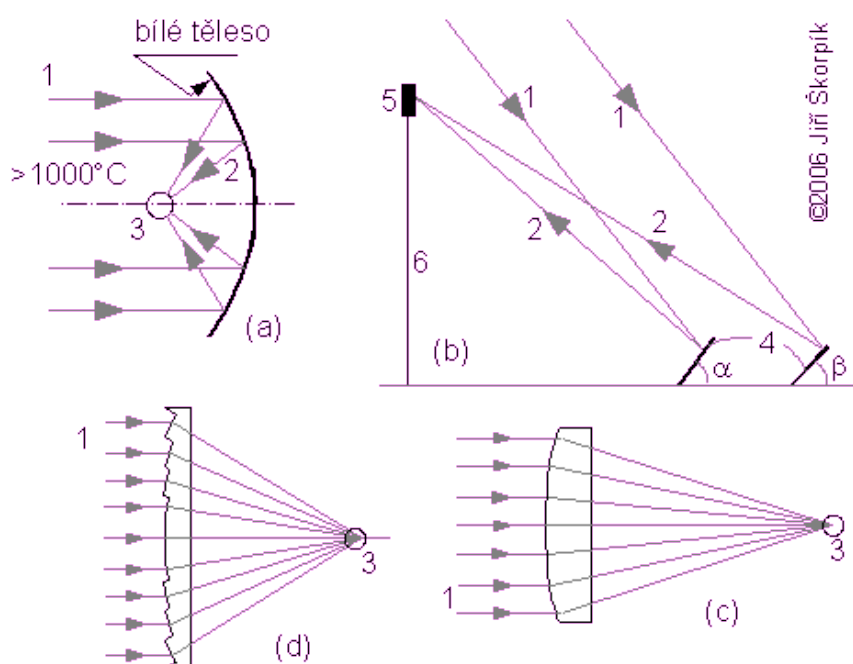 bílé těleso
1
2
>1000°C
3
(a)
5
1
1
2
2
6
4
α
β
(b)
©2006 Jiří Škorpík
1
3
(d)
1
3
(c)